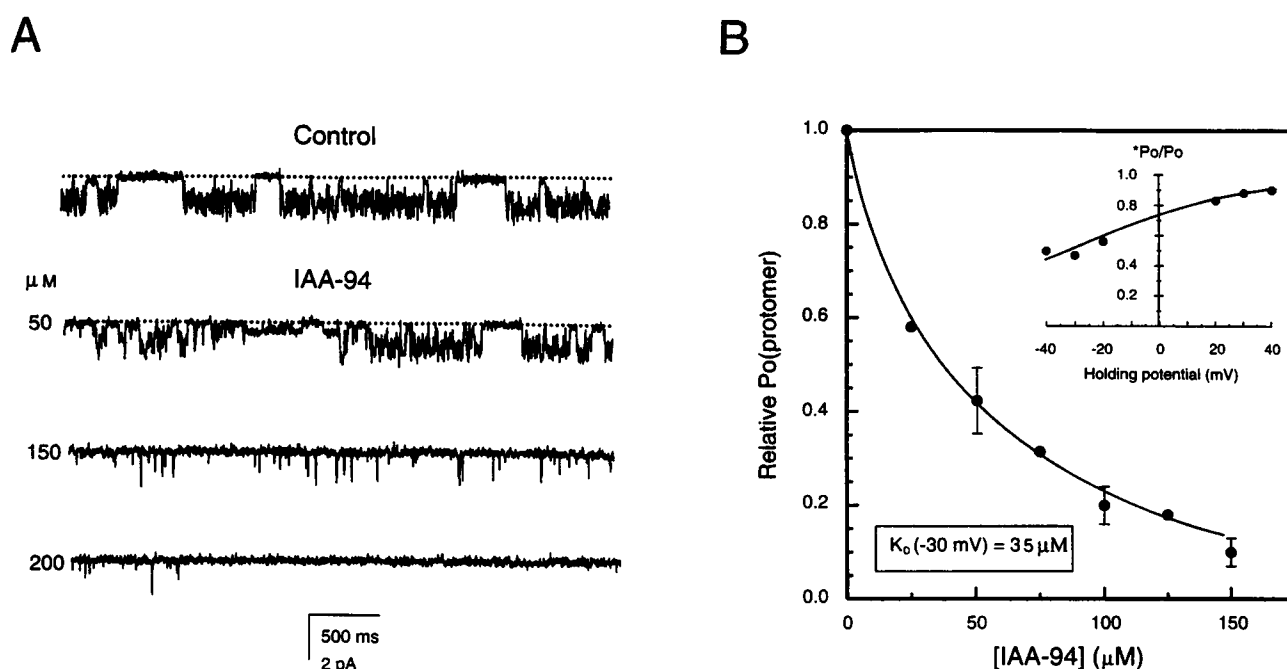 A
Control
μM
IAA-94
50
150
200
500 ms
2 pA
B
Relative Po(protomer)
1.0
0.8
0.6
0.4
0.2
0.0
*Po/Po
1.0
0.8
0.4
0.2
-40
-20
0
20
40
Holding potential (mV)
K₀ (-30 mV) = 35 μM
0
50
100
150
[IAA-94] (μM)